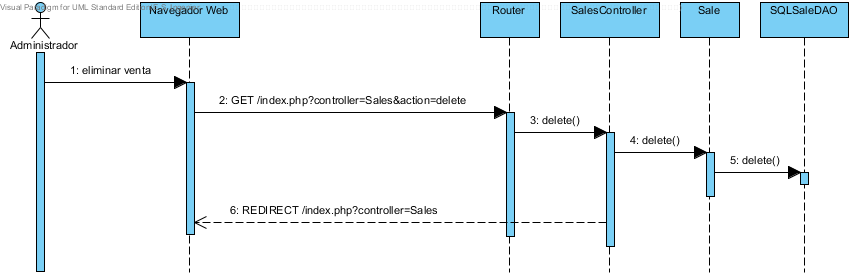 Visual Paradigm for UML Standard Edition
Navegador Web
Router
SalesController
Sale
SQLSaleDAO
Administrador
1: eliminar venta
2: GET /index.php?controller=Sales&action=delete
3: delete()
4: delete()
5: delete()
6: REDIRECT /index.php?controller=Sales